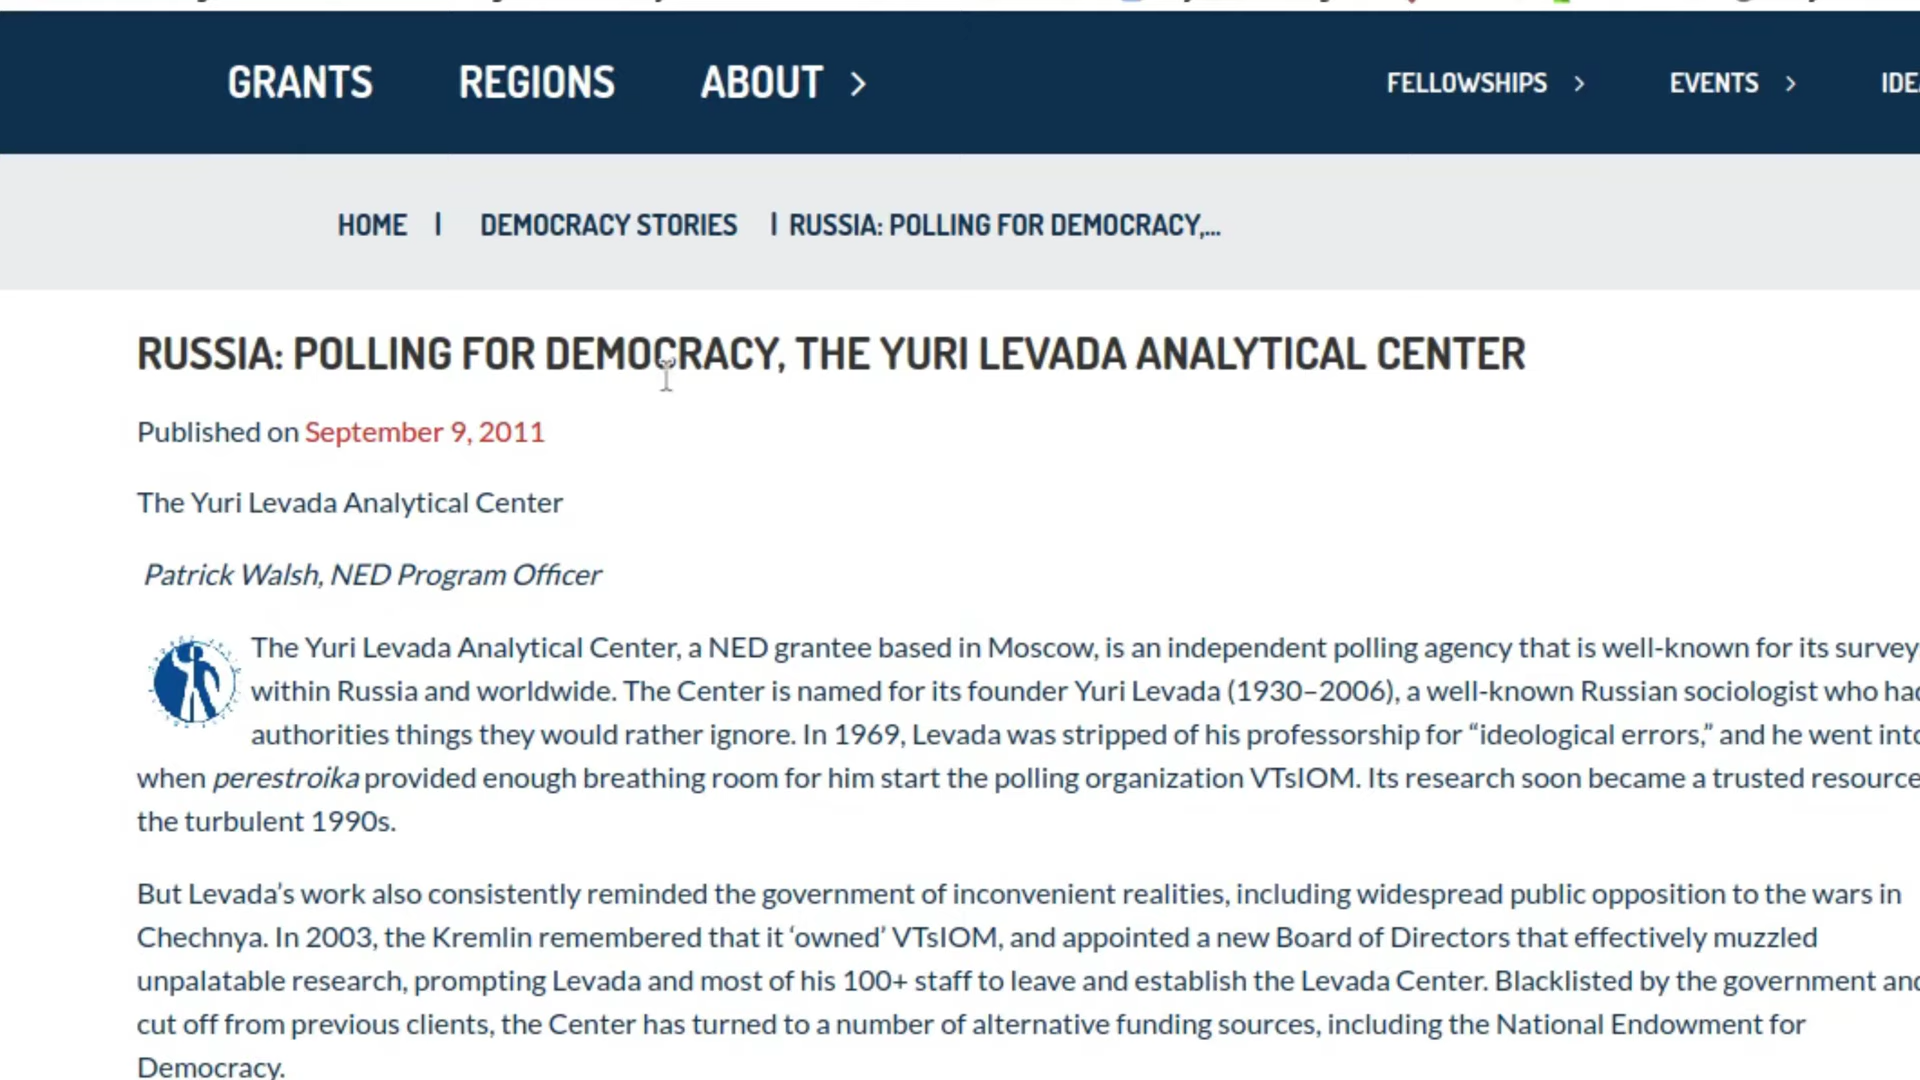 GRANTS REGIONS ABOUT > FELLOWSHIPS > EVENTS >
HOME | DEMOCRACY STORIES | RUSSIA: POLLING FOR DEMOCRACY,...
RUSSIA: POLLING FOR DEMOCRACY, THE YURI LEVADA ANALYTICAL CENTER
Published on September 9, 2011
The Yuri Levada Analytical Center
Patrick Walsh, NED Program Officer
The Yuri Levada Analytical Center, a NED grantee based in Moscow, is an independent polling agency that is well-known for its survey
within Russia and worldwide. The Center is named for its founder Yuri Levada (1930–2006), a well-known Russian sociologist who had
authorities things they would rather ignore. In 1969, Levada was stripped of his professorship for “ideological errors,” and he went into
when perestroika provided enough breathing room for him start the polling organization VTsIOM. Its research soon became a trusted resource
the turbulent 1990s.
But Levada’s work also consistently reminded the government of inconvenient realities, including widespread public opposition to the wars in
Chechnya. In 2003, the Kremlin remembered that it ‘owned’ VTsIOM, and appointed a new Board of Directors that effectively muzzled
unpalatable research, prompting Levada and most of his 100+ staff to leave and establish the Levada Center. Blacklisted by the government and
cut off from previous clients, the Center has turned to a number of alternative funding sources, including the National Endowment for
Democracy.